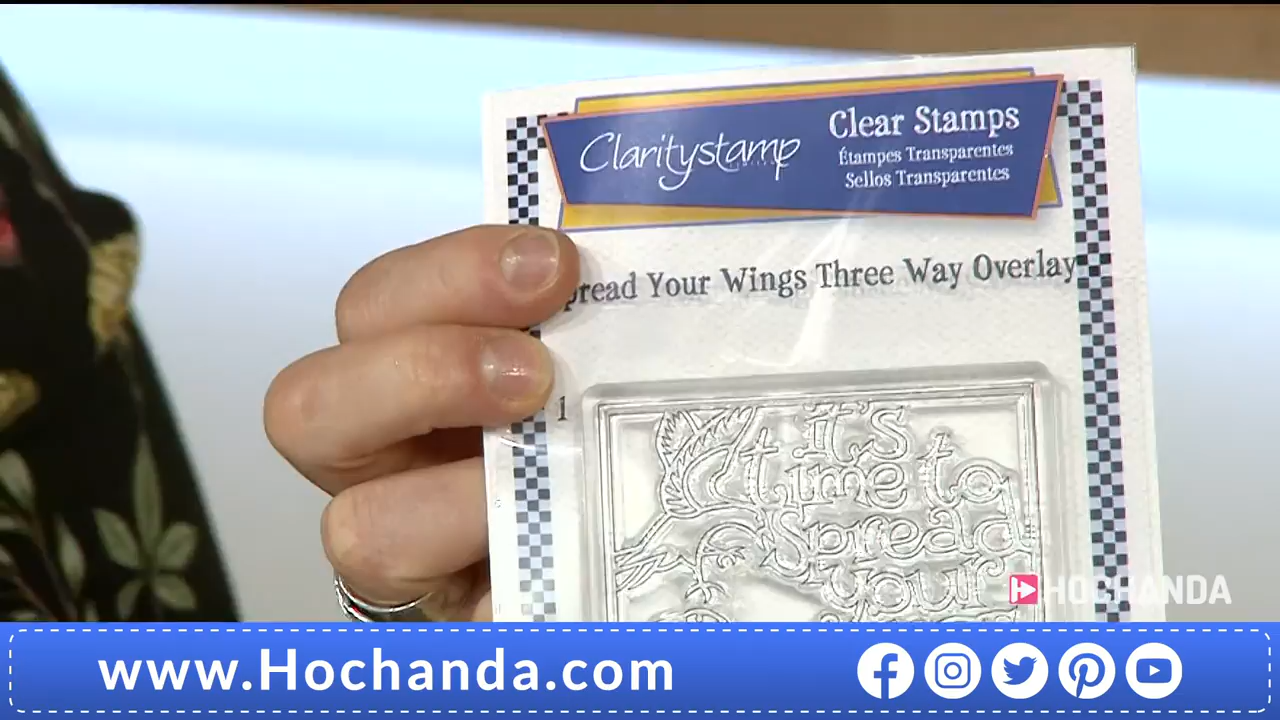 Claritystamp
Clear Stamps
Étampes Transparentes
Sellos Transparentes
pread Your Wings Three Way Overlay
1
it's
time to
Spread
your
HOCHANDA
www.Hochanda.com